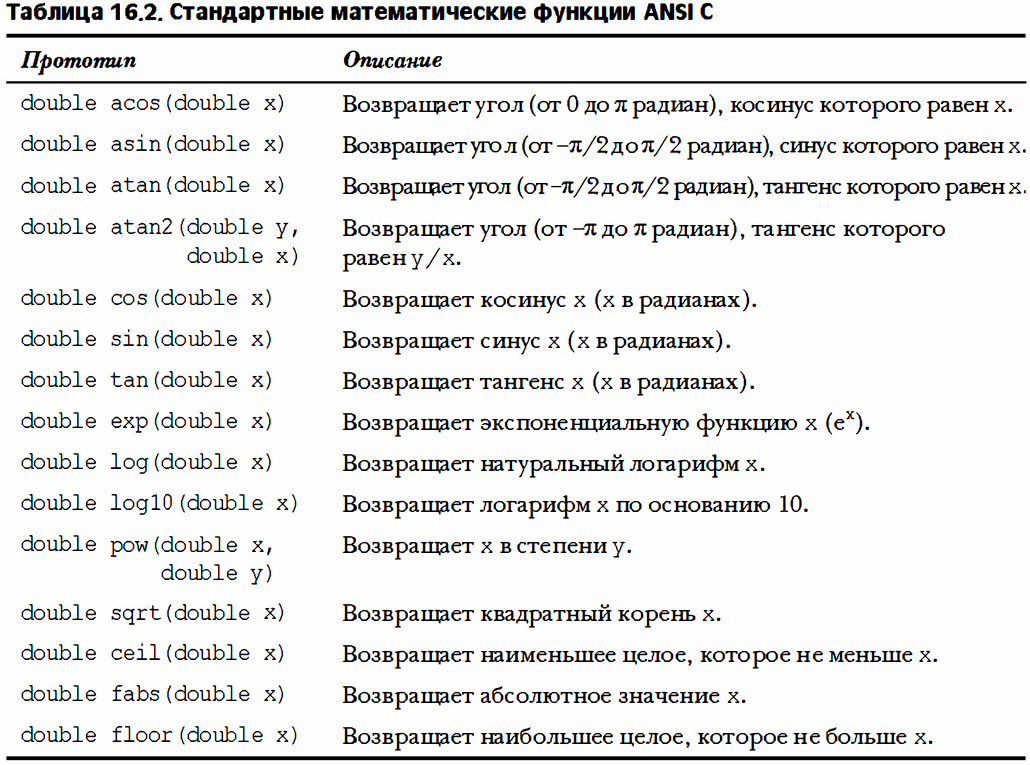 Таблица 16.2. Стандартные математические функции ANSI C
Прототип Описание
double acos(double x) Возвращает угол (от 0 до π радиан), косинус которого равен x.
double asin(double x) Возвращает угол (от –π/2 до π/2 радиан), синус которого равен x.
double atan(double x) Возвращает угол (от –π/2 до π/2 радиан), тангенс которого равен x.
double atan2(double y, Возвращает угол (от –π до π радиан), тангенс которого
double x) равен y/x.
double cos(double x) Возвращает косинус x (x в радианах).
double sin(double x) Возвращает синус x (x в радианах).
double tan(double x) Возвращает тангенс x (x в радианах).
double exp(double x) Возвращает экспоненциальную функцию x (eˣ).
double log(double x) Возвращает натуральный логарифм x.
double log10(double x) Возвращает логарифм x по основанию 10.
double pow(double x, Возвращает x в степени y.
double y)
double sqrt(double x) Возвращает квадратный корень x.
double ceil(double x) Возвращает наименьшее целое, которое не меньше x.
double fabs(double x) Возвращает абсолютное значение x.
double floor(double x) Возвращает наибольшее целое, которое не больше x.